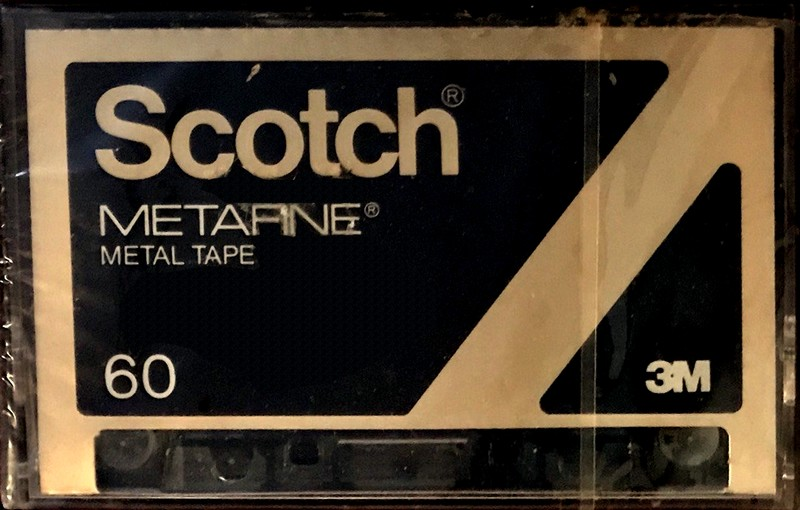 Scotch®
METAFINE®
METAL TAPE
60
3M